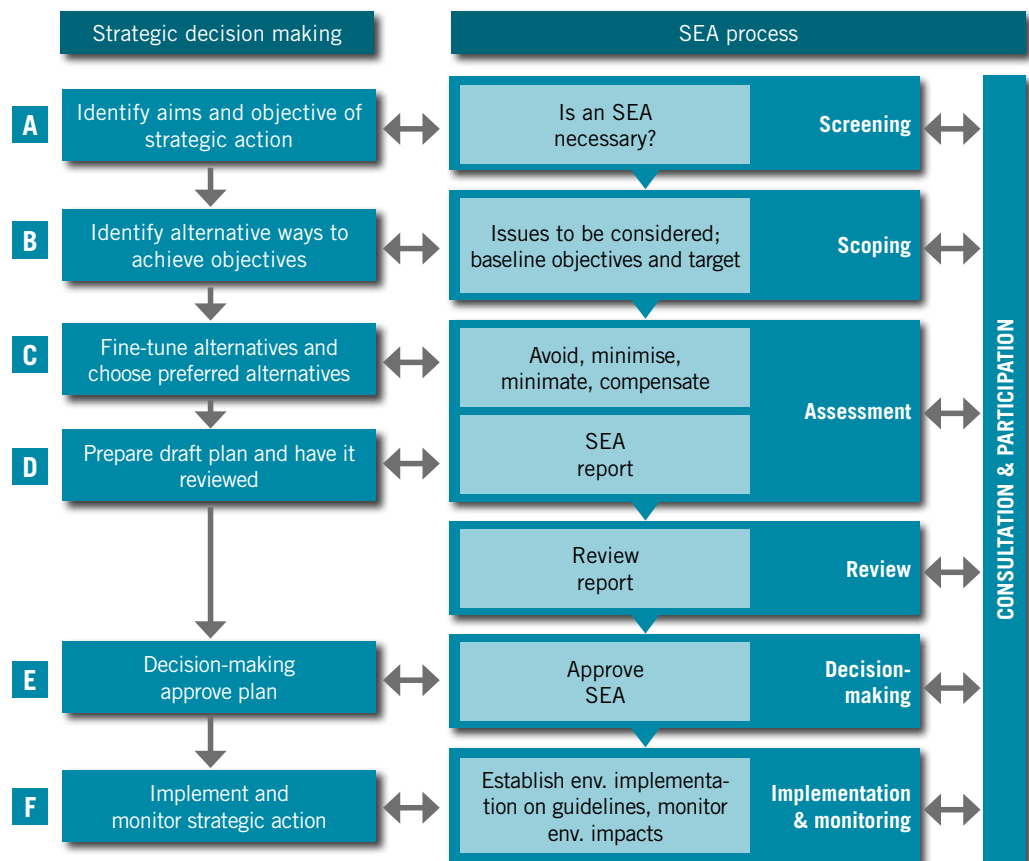 Strategic decision making
SEA process
A
Identify aims and objective of
strategic action
Is an SEA
necessary?
Screening
B
Identify alternative ways to
achieve objectives
Issues to be considered;
baseline objectives and target
Scoping
C
Fine-tune alternatives and
choose preferred alternatives
Avoid, minimise,
minimate, compensate
Assessment
D
Prepare draft plan and have it
reviewed
SEA
report
Review
report
Review
E
Decision-making
approve plan
Approve
SEA
Decision-
making
F
Implement and
monitor strategic action
Establish env. implementa-
tion on guidelines, monitor
env. impacts
Implementation
& monitoring
CONSULTATION & PARTICIPATION